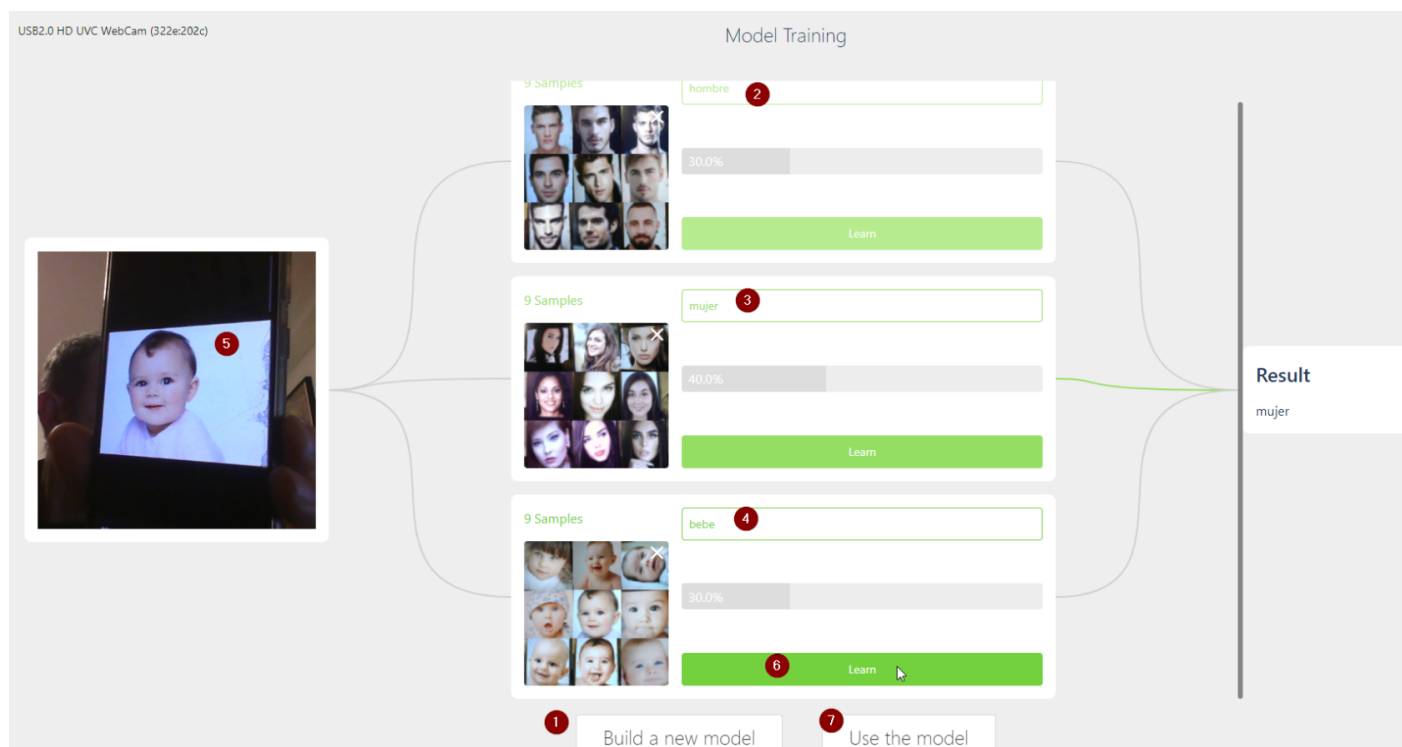 USB2.0 HD UVC WebCam (322e:202c)
Model Training
9 Samples
hombre
2
30.0%
Learn
9 Samples
mujer
3
40.0%
Learn
9 Samples
bebe
4
30.0%
6
Learn
5
Result
mujer
1
Build a new model
7
Use the model